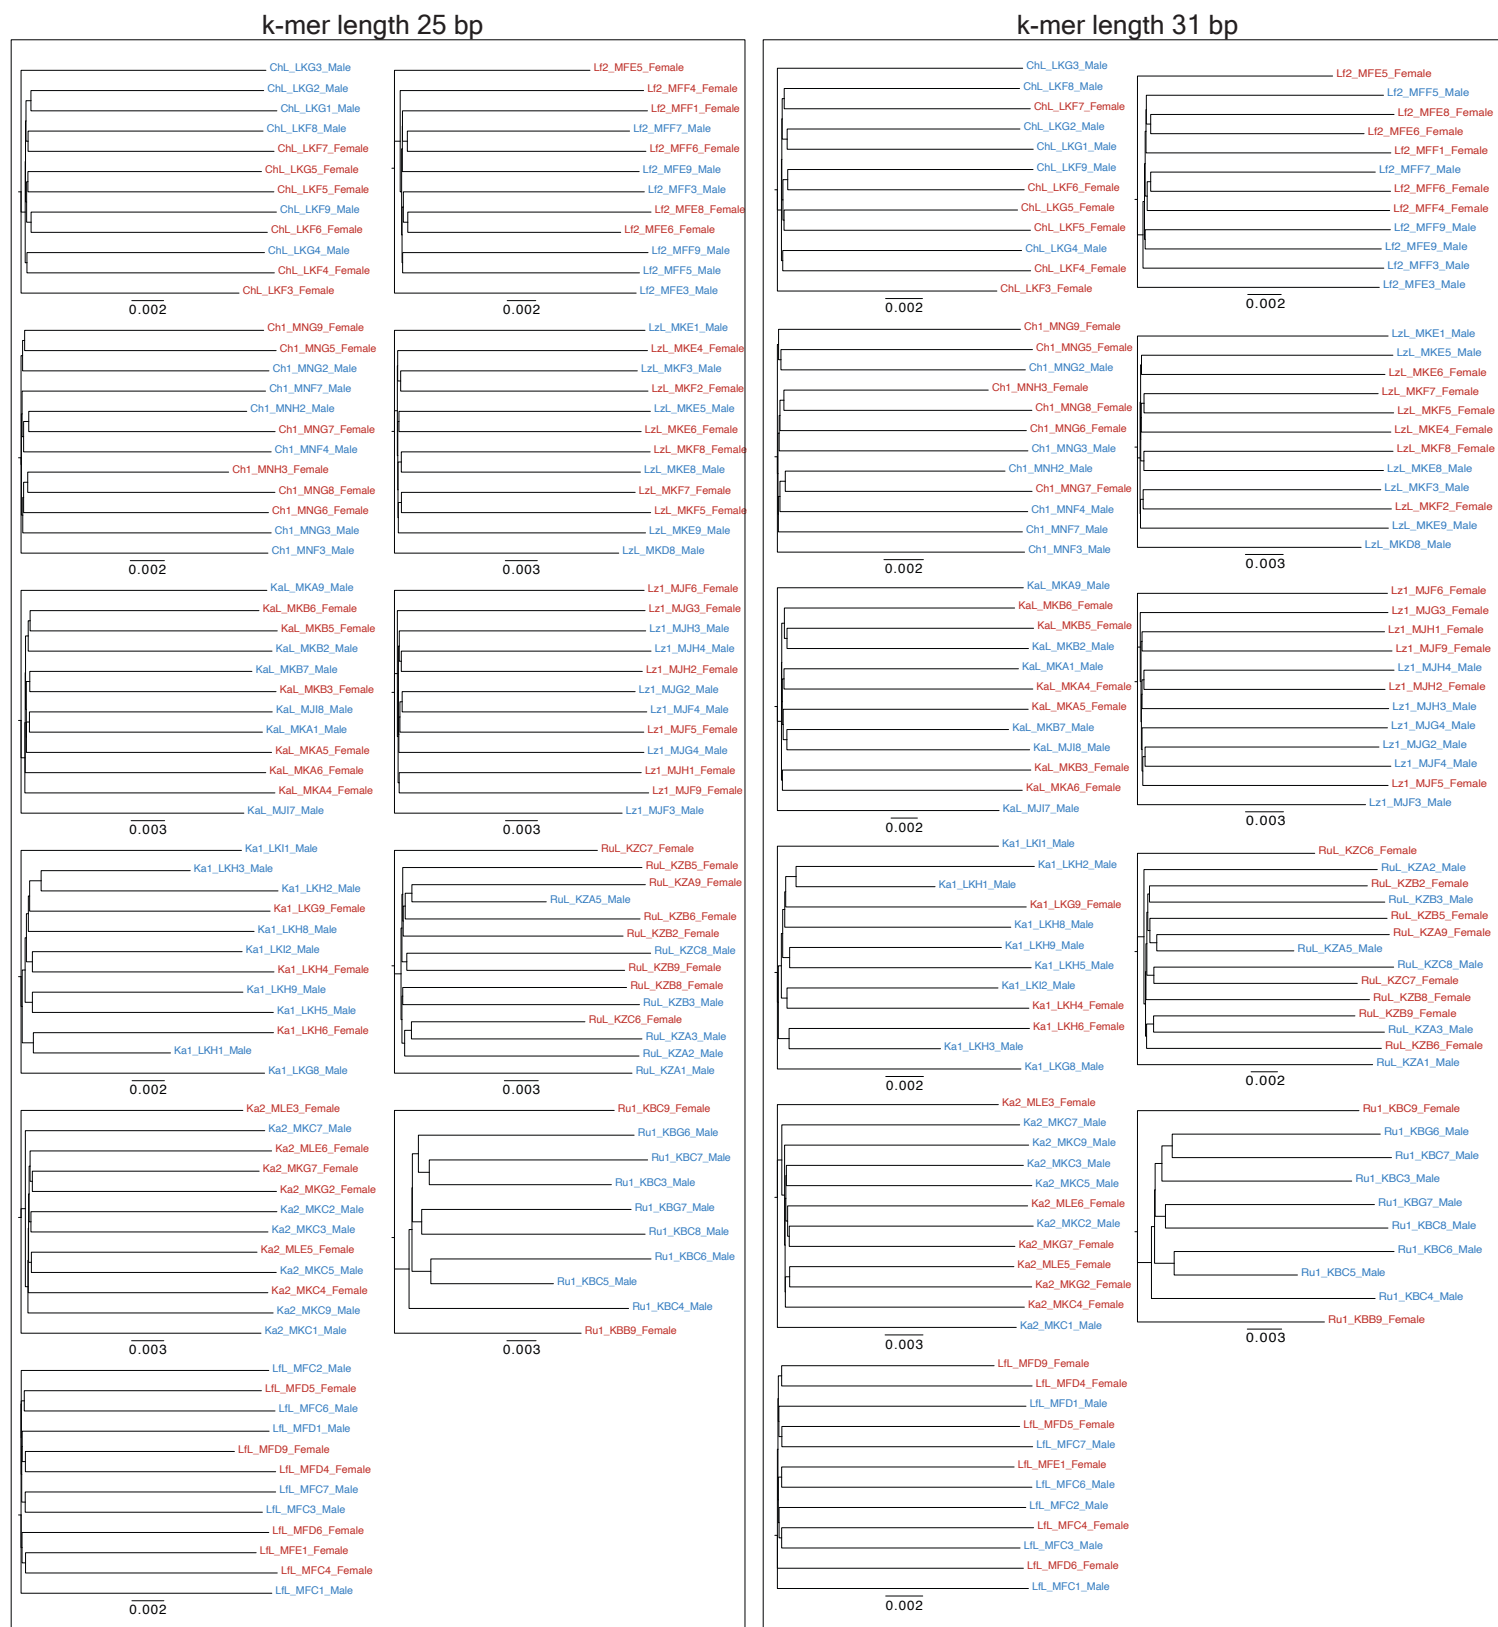 k-mer length 25 bp
ChL_LKG3_Male
ChL_LKG2_Male
ChL_LKG1_Male
ChL_LKF8_Male
ChL_LKF7_Female
ChL_LKG5_Female
ChL_LKF5_Female
ChL_LKF9_Male
ChL_LKF6_Female
ChL_LKG4_Male
ChL_LKF4_Female
ChL_LKF3_Female
0.002
Lf2_MFE5_Female
Lf2_MFF4_Female
Lf2_MFF1_Female
Lf2_MFF7_Male
Lf2_MFF6_Female
Lf2_MFE9_Male
Lf2_MFF3_Male
Lf2_MFE8_Female
Lf2_MFE6_Female
Lf2_MFF9_Male
Lf2_MFF5_Male
Lf2_MFE3_Male
0.002
Ch1_MNG9_Female
Ch1_MNG5_Female
Ch1_MNG2_Male
Ch1_MNF7_Male
Ch1_MNH2_Male
Ch1_MNG7_Female
Ch1_MNF4_Male
Ch1_MNH3_Female
Ch1_MNG8_Female
Ch1_MNG6_Female
Ch1_MNG3_Male
Ch1_MNF3_Male
0.002
LzL_MKE1_Male
LzL_MKE4_Female
LzL_MKF3_Male
LzL_MKF2_Female
LzL_MKE5_Male
LzL_MKE6_Female
LzL_MKF8_Female
LzL_MKE8_Male
LzL_MKF7_Female
LzL_MKF5_Female
LzL_MKE9_Male
LzL_MKD8_Male
0.003
KaL_MKA9_Male
KaL_MKB6_Female
KaL_MKB5_Female
KaL_MKB2_Male
KaL_MKB7_Male
KaL_MKB3_Female
KaL_MJI8_Male
KaL_MKA1_Male
KaL_MKA5_Female
KaL_MKA6_Female
KaL_MKA4_Female
KaL_MJI7_Male
0.003
Lz1_MJF6_Female
Lz1_MJG3_Female
Lz1_MJH3_Male
Lz1_MJH4_Male
Lz1_MJH2_Female
Lz1_MJG2_Male
Lz1_MJF4_Male
Lz1_MJF5_Female
Lz1_MJG4_Male
Lz1_MJH1_Female
Lz1_MJF9_Female
Lz1_MJF3_Male
0.003
Ka1_LKI1_Male
Ka1_LKH3_Male
Ka1_LKH2_Male
Ka1_LKG9_Female
Ka1_LKH8_Male
Ka1_LKI2_Male
Ka1_LKH4_Female
Ka1_LKH9_Male
Ka1_LKH5_Male
Ka1_LKH6_Female
Ka1_LKH1_Male
Ka1_LKG8_Male
0.002
RuL_KZC7_Female
RuL_KZB5_Female
RuL_KZA9_Female
RuL_KZA5_Male
RuL_KZB6_Female
RuL_KZB2_Female
RuL_KZC8_Male
RuL_KZB9_Female
RuL_KZB8_Female
RuL_KZB3_Male
RuL_KZC6_Female
RuL_KZA3_Male
RuL_KZA2_Male
RuL_KZA1_Male
0.003
Ka2_MLE3_Female
Ka2_MKC7_Male
Ka2_MLE6_Female
Ka2_MKG7_Female
Ka2_MKG2_Female
Ka2_MKC2_Male
Ka2_MKC3_Male
Ka2_MLE5_Female
Ka2_MKC5_Male
Ka2_MKC4_Female
Ka2_MKC9_Male
Ka2_MKC1_Male
0.003
Ru1_KBC9_Female
Ru1_KBG6_Male
Ru1_KBC7_Male
Ru1_KBC3_Male
Ru1_KBG7_Male
Ru1_KBC8_Male
Ru1_KBC6_Male
Ru1_KBC5_Male
Ru1_KBC4_Male
Ru1_KBB9_Female
0.003
LfL_MFC2_Male
LfL_MFD5_Female
LfL_MFC6_Male
LfL_MFD1_Male
LfL_MFD9_Female
LfL_MFD4_Female
LfL_MFC7_Male
LfL_MFC3_Male
LfL_MFD6_Female
LfL_MFE1_Female
LfL_MFC4_Female
LfL_MFC1_Male
0.002
k-mer length 31 bp
ChL_LKG3_Male
ChL_LKF8_Male
ChL_LKF7_Female
ChL_LKG2_Male
ChL_LKG1_Male
ChL_LKF9_Male
ChL_LKF6_Female
ChL_LKG5_Female
ChL_LKF5_Female
ChL_LKG4_Male
ChL_LKF4_Female
ChL_LKF3_Female
0.002
Lf2_MFE5_Female
Lf2_MFF5_Male
Lf2_MFE8_Female
Lf2_MFE6_Female
Lf2_MFF1_Female
Lf2_MFF7_Male
Lf2_MFF6_Female
Lf2_MFF4_Female
Lf2_MFF9_Male
Lf2_MFE9_Male
Lf2_MFF3_Male
Lf2_MFE3_Male
0.002
Ch1_MNG9_Female
Ch1_MNG5_Female
Ch1_MNG2_Male
Ch1_MNH3_Female
Ch1_MNG8_Female
Ch1_MNG6_Female
Ch1_MNG3_Male
Ch1_MNH2_Male
Ch1_MNG7_Female
Ch1_MNF4_Male
Ch1_MNF7_Male
Ch1_MNF3_Male
0.002
LzL_MKE1_Male
LzL_MKE5_Male
LzL_MKE6_Female
LzL_MKF7_Female
LzL_MKF5_Female
LzL_MKE4_Female
LzL_MKF8_Female
LzL_MKE8_Male
LzL_MKF3_Male
LzL_MKF2_Female
LzL_MKE9_Male
LzL_MKD8_Male
0.003
KaL_MKA9_Male
KaL_MKB6_Female
KaL_MKB5_Female
KaL_MKB2_Male
KaL_MKA1_Male
KaL_MKA4_Female
KaL_MKA5_Female
KaL_MKB7_Male
KaL_MJI8_Male
KaL_MKB3_Female
KaL_MKA6_Female
KaL_MJI7_Male
0.002
Lz1_MJF6_Female
Lz1_MJG3_Female
Lz1_MJH1_Female
Lz1_MJF9_Female
Lz1_MJH4_Male
Lz1_MJH2_Female
Lz1_MJH3_Male
Lz1_MJG4_Male
Lz1_MJG2_Male
Lz1_MJF4_Male
Lz1_MJF5_Female
Lz1_MJF3_Male
0.003
Ka1_LKI1_Male
Ka1_LKH2_Male
Ka1_LKH1_Male
Ka1_LKG9_Female
Ka1_LKH8_Male
Ka1_LKH9_Male
Ka1_LKH5_Male
Ka1_LKI2_Male
Ka1_LKH4_Female
Ka1_LKH6_Female
Ka1_LKH3_Male
Ka1_LKG8_Male
0.002
RuL_KZC6_Female
RuL_KZA2_Male
RuL_KZB2_Female
RuL_KZB3_Male
RuL_KZB5_Female
RuL_KZA9_Female
RuL_KZA5_Male
RuL_KZC8_Male
RuL_KZC7_Female
RuL_KZB8_Female
RuL_KZB9_Female
RuL_KZA3_Male
RuL_KZB6_Female
RuL_KZA1_Male
0.002
Ka2_MLE3_Female
Ka2_MKC7_Male
Ka2_MKC9_Male
Ka2_MKC3_Male
Ka2_MKC5_Male
Ka2_MLE6_Female
Ka2_MKC2_Male
Ka2_MKG7_Female
Ka2_MLE5_Female
Ka2_MKG2_Female
Ka2_MKC4_Female
Ka2_MKC1_Male
0.003
Ru1_KBC9_Female
Ru1_KBG6_Male
Ru1_KBC7_Male
Ru1_KBC3_Male
Ru1_KBG7_Male
Ru1_KBC8_Male
Ru1_KBC6_Male
Ru1_KBC5_Male
Ru1_KBC4_Male
Ru1_KBB9_Female
0.003
LfL_MFD9_Female
LfL_MFD4_Female
LfL_MFD1_Male
LfL_MFD5_Female
LfL_MFC7_Male
LfL_MFE1_Female
LfL_MFC6_Male
LfL_MFC2_Male
LfL_MFC4_Female
LfL_MFC3_Male
LfL_MFD6_Female
LfL_MFC1_Male
0.002